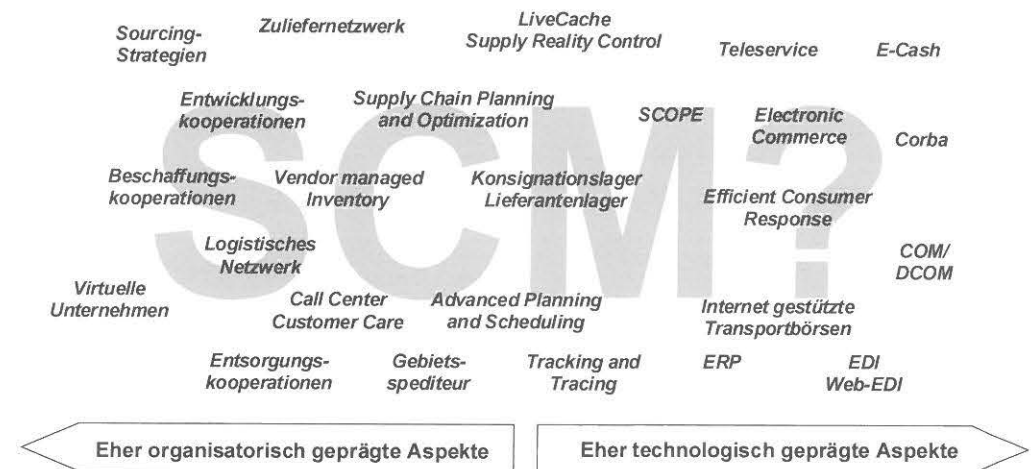 Sourcing-
Strategien
Zuliefernetzwerk
LiveCache
Supply Reality Control
Teleservice
E-Cash
Entwicklungs-
kooperationen
Supply Chain Planning
and Optimization
SCOPE
Electronic
Commerce
Corba
SCM?
Beschaffungs-
kooperationen
Vendor managed
Inventory
Konsignationslager
Lieferantenlager
Efficient Consumer
Response
Logistisches
Netzwerk
COM/
DCOM
Virtuelle
Unternehmen
Call Center
Customer Care
Advanced Planning
and Scheduling
Internet gestützte
Transportbörsen
Entsorgungs-
kooperationen
Gebiets-
spediteur
Tracking and
Tracing
ERP
EDI
Web-EDI
Eher organisatorisch geprägte Aspekte
Eher technologisch geprägte Aspekte